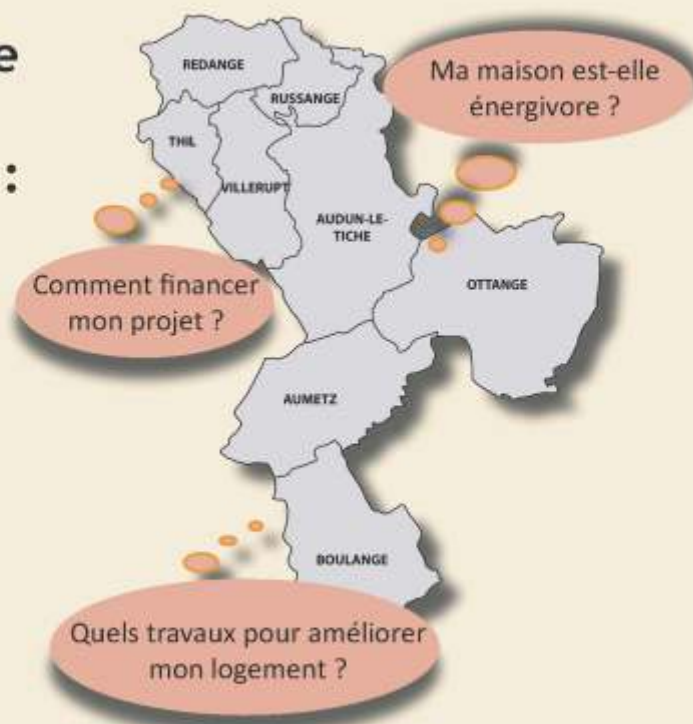 e
:
REDANGE
RUSSANGE
Ma maison est-elle
énergivore ?
THIL
VILLERUPT
AUDUN-LE-
TICHE
OTTANGE
Comment financer
mon projet ?
AUMETZ
BOULANGE
Quels travaux pour améliorer
mon logement ?